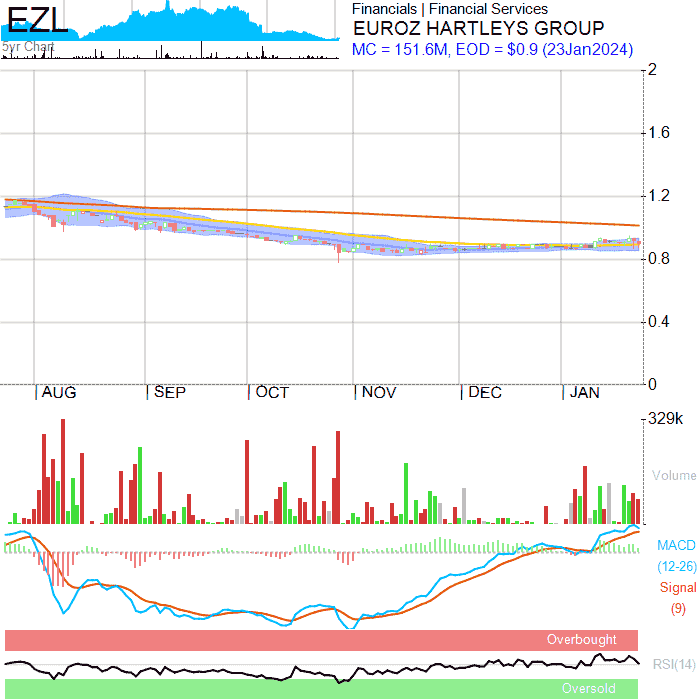 EZL
5yr Chart
Financials | Financial Services
EUROZ HARTLEYS GROUP
MC = 151.6M, EOD = $0.9 (23Jan2024)
2
1.6
1.2
0.8
0.4
0
AUG SEP OCT NOV DEC JAN
329k
Volume
MACD
(12-26)
Signal
(9)
Overbought
RSI(14)
Oversold